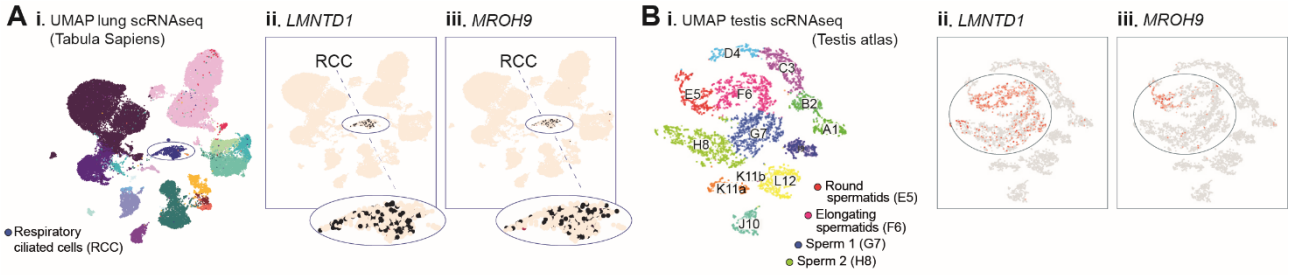 A i. UMAP lung scRNAseq
(Tabula Sapiens)
Respiratory
ciliated cells (RCC)
ii. LMNTD1
RCC
iii. MROH9
RCC
B i. UMAP testis scRNAseq
(Testis atlas)
D4
C3
E5
F6
B2
A1
G7
H8
K11b
K11a
L12
J10
Round
spermatids (E5)
Elongating
spermatids (F6)
Sperm 1 (G7)
Sperm 2 (H8)
ii. LMNTD1
iii. MROH9